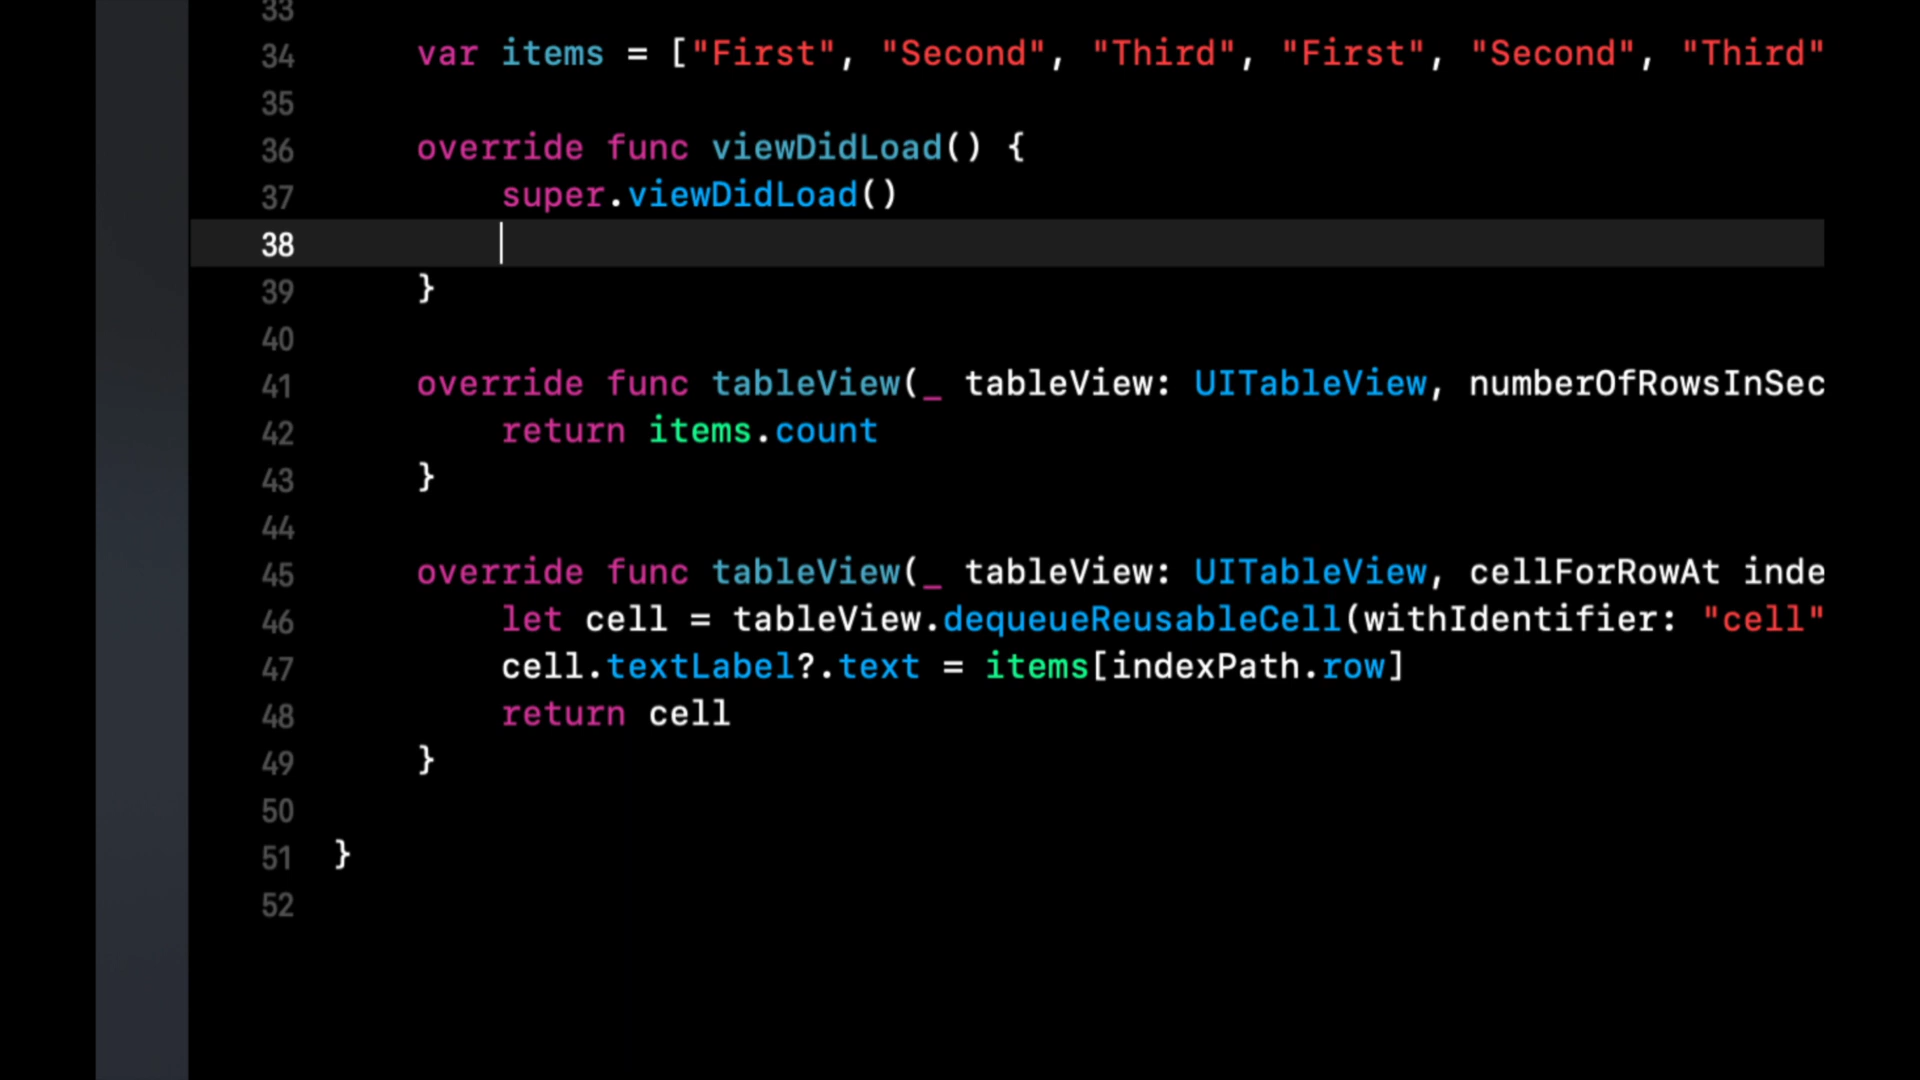 33
34 var items = ["First", "Second", "Third", "First", "Second", "Third"
35
36 override func viewDidLoad() {
37 super.viewDidLoad()
38
39 }
40
41 override func tableView(_ tableView: UITableView, numberOfRowsInSec
42 return items.count
43 }
44
45 override func tableView(_ tableView: UITableView, cellForRowAt inde
46 let cell = tableView.dequeueReusableCell(withIdentifier: "cell"
47 cell.textLabel?.text = items[indexPath.row]
48 return cell
49 }
50
51 }
52